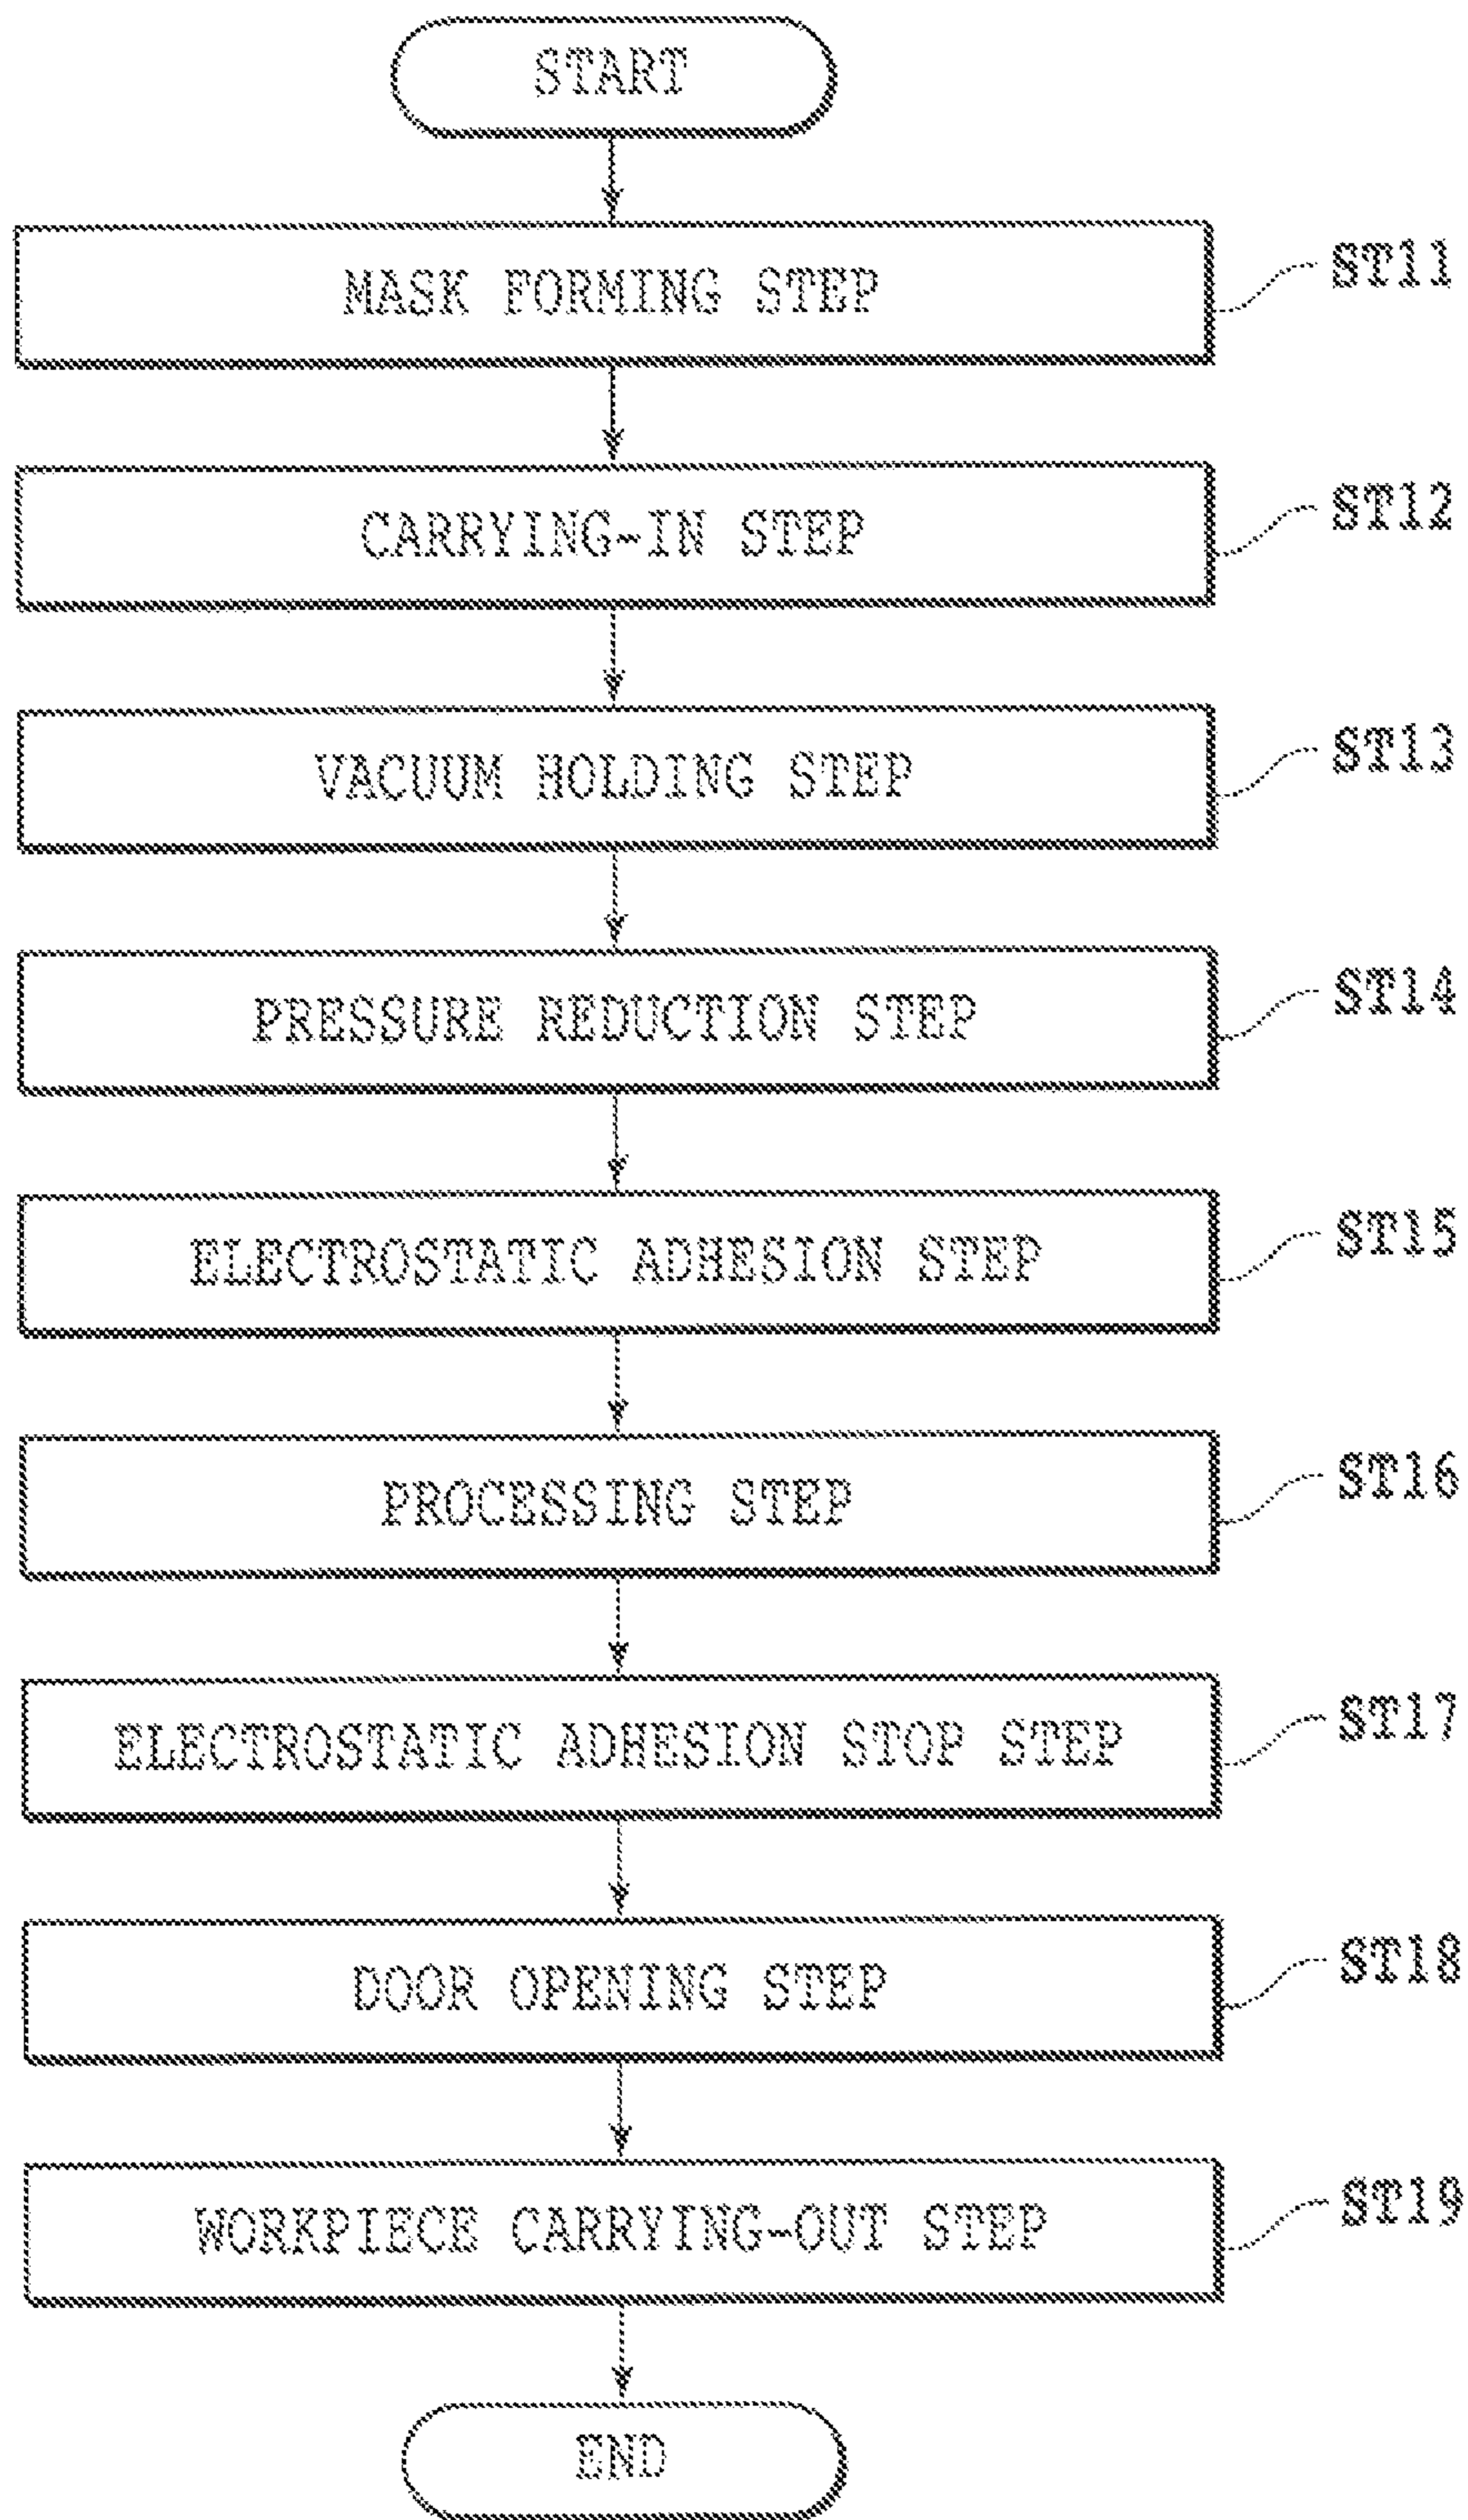 START
MASK FORMING STEP
ST11
CARRYING-IN STEP
ST12
VACUUM HOLDING STEP
ST13
PRESSURE REDUCTION STEP
ST14
ELECTROSTATIC ADHESION STEP
ST15
PROCESSING STEP
ST16
ELECTROSTATIC ADHESION STOP STEP
ST17
DOOR OPENING STEP
ST18
WORKPIECE CARRYING-OUT STEP
ST19
END